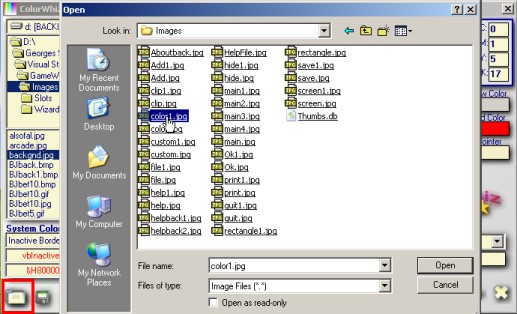 ColorWhiz
Open
Look in:
Images
My Recent
Documents
Desktop
My Documents
My Computer
My Network
Places
Aboutback.jpg
Add1.jpg
Add.jpg
clip1.jpg
clip.jpg
color1.jpg
custom1.jpg
custom.jpg
file1.jpg
file.jpg
help1.jpg
help.jpg
helpback1.jpg
helpback2.jpg
HelpFile.jpg
hide1.jpg
hide.jpg
main1.jpg
main2.jpg
main3.jpg
main4.jpg
main.jpg
Ok1.jpg
Ok.jpg
print1.jpg
print.jpg
quit1.jpg
quit.jpg
rectangle1.jpg
rectangle.jpg
save1.jpg
save.jpg
screen1.jpg
screen.jpg
Thumbs.db
File name:
color1.jpg
Open
Files of type:
Image Files (*.*)
Cancel
Open as read-only
d: [BACKU
D:\
Georges
Visual St
GameW
Images
Slots
Wizard
alsofal.jpg
arcade.jpg
backgnd.jpg
BJback.bmp
BJback1.bmp
BJbet10.bmp
BJbet10.gif
BJbet10.jpg
BJbet5.gif
System Colo
Inactive Borde
vbInactive
&H80000
C: 0
M: 1
Y: 5
K: 17
w Color
d Color
ointer
iz